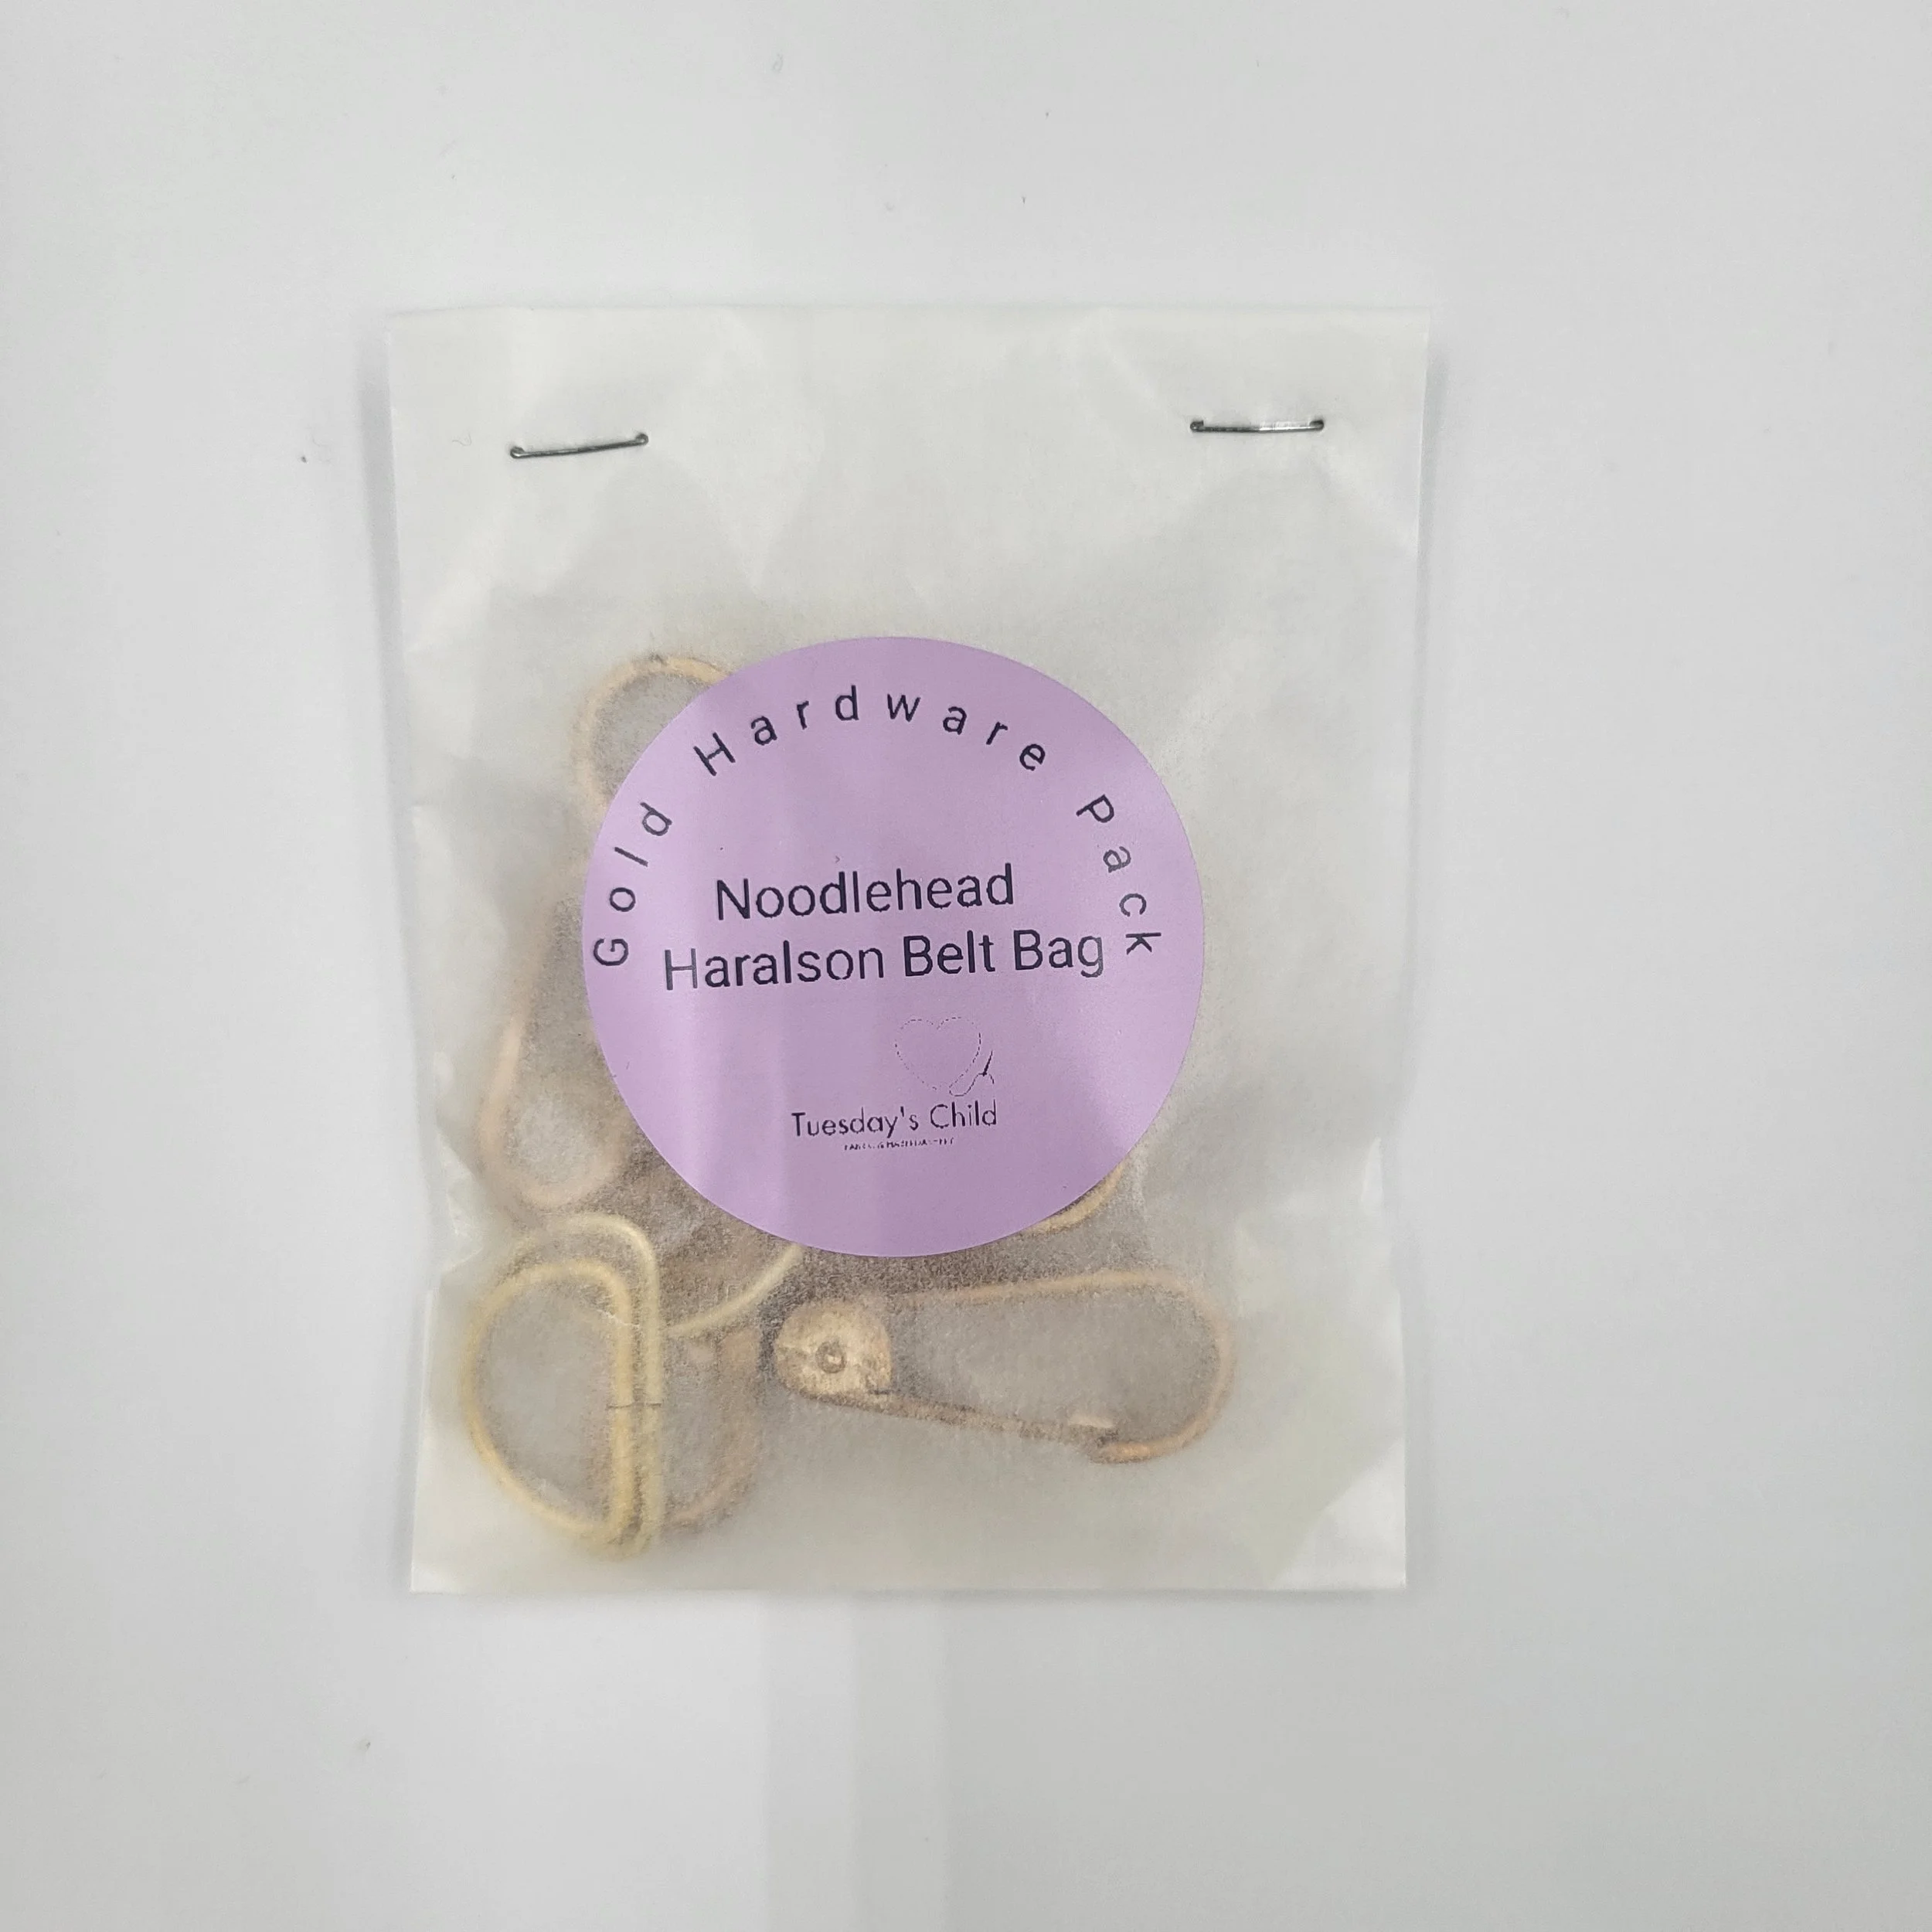 Gold Hardware Pack
Noodlehead
Haralson Belt Bag
Tuesday's Child